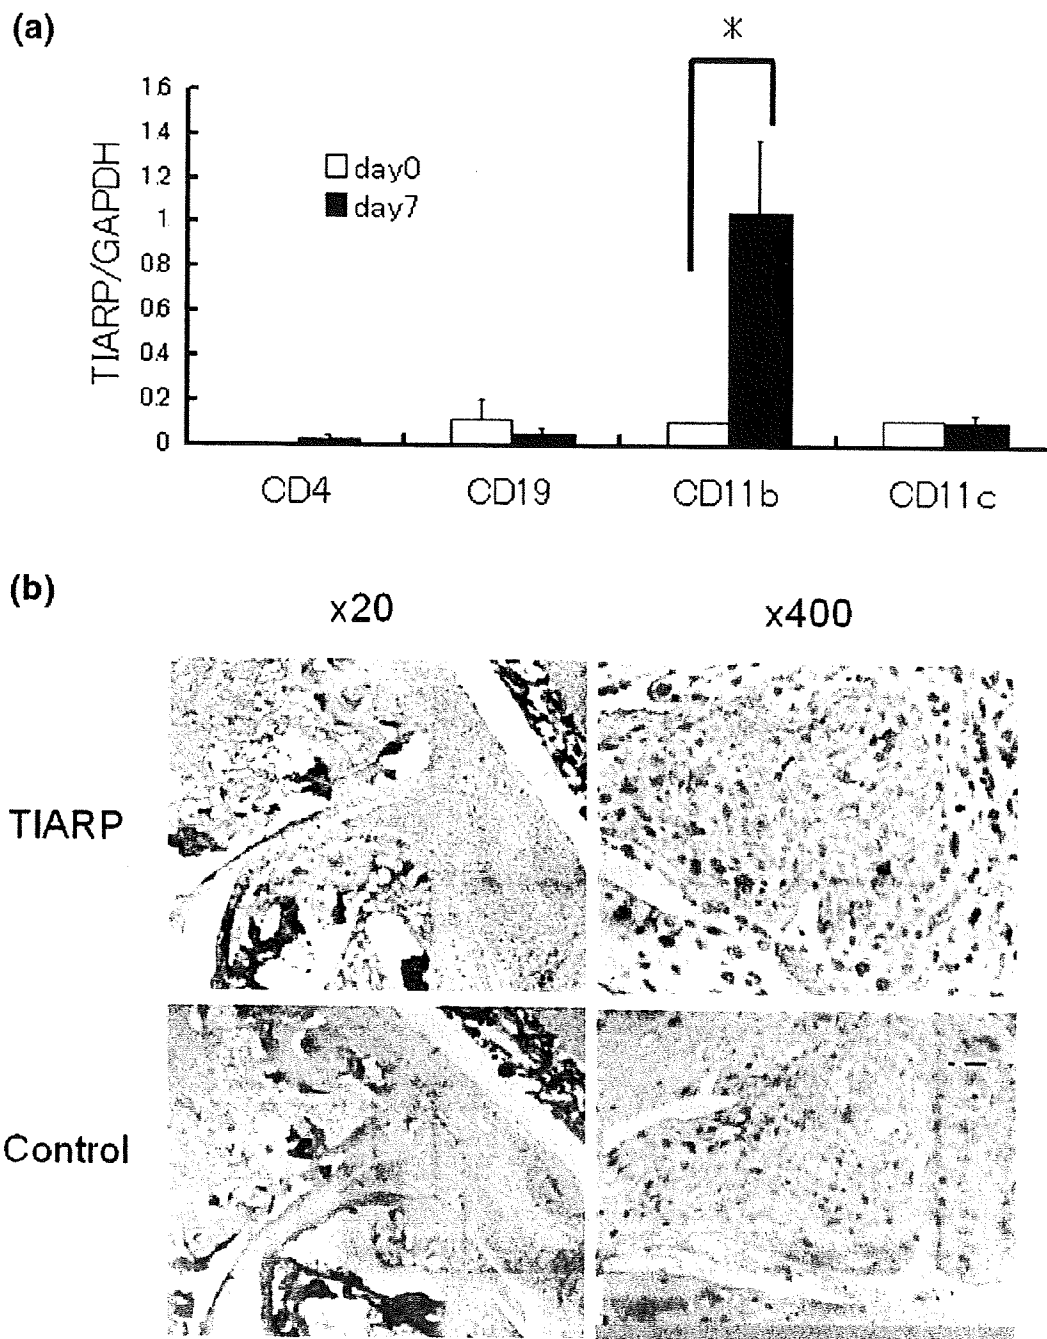 (a)
*
1.6
1.4
1.2
1
0.8
0.6
0.4
0.2
0
TIARP/GAPDH
day0
day7
CD4
CD19
CD11b
CD11c
(b)
x20
x400
TIARP
Control